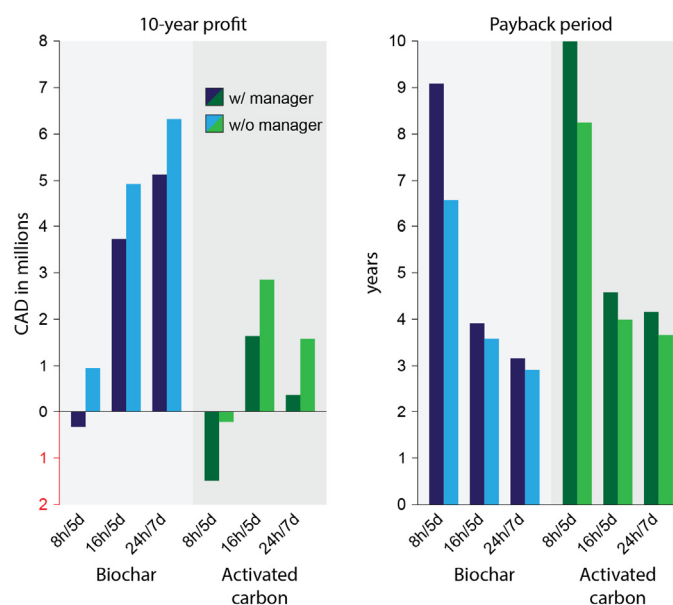 10-year profit
8
7
6
5
4
3
2
1
0
1
2
CAD in millions
w/ manager
w/o manager
8h/5d
16h/5d
24h/7d
8h/5d
16h/5d
24h/7d
Biochar
Activated
carbon
Payback period
10
9
8
7
6
5
4
3
2
1
0
years
8h/5d
16h/5d
24h/7d
8h/5d
16h/5d
24h/7d
Biochar
Activated
carbon